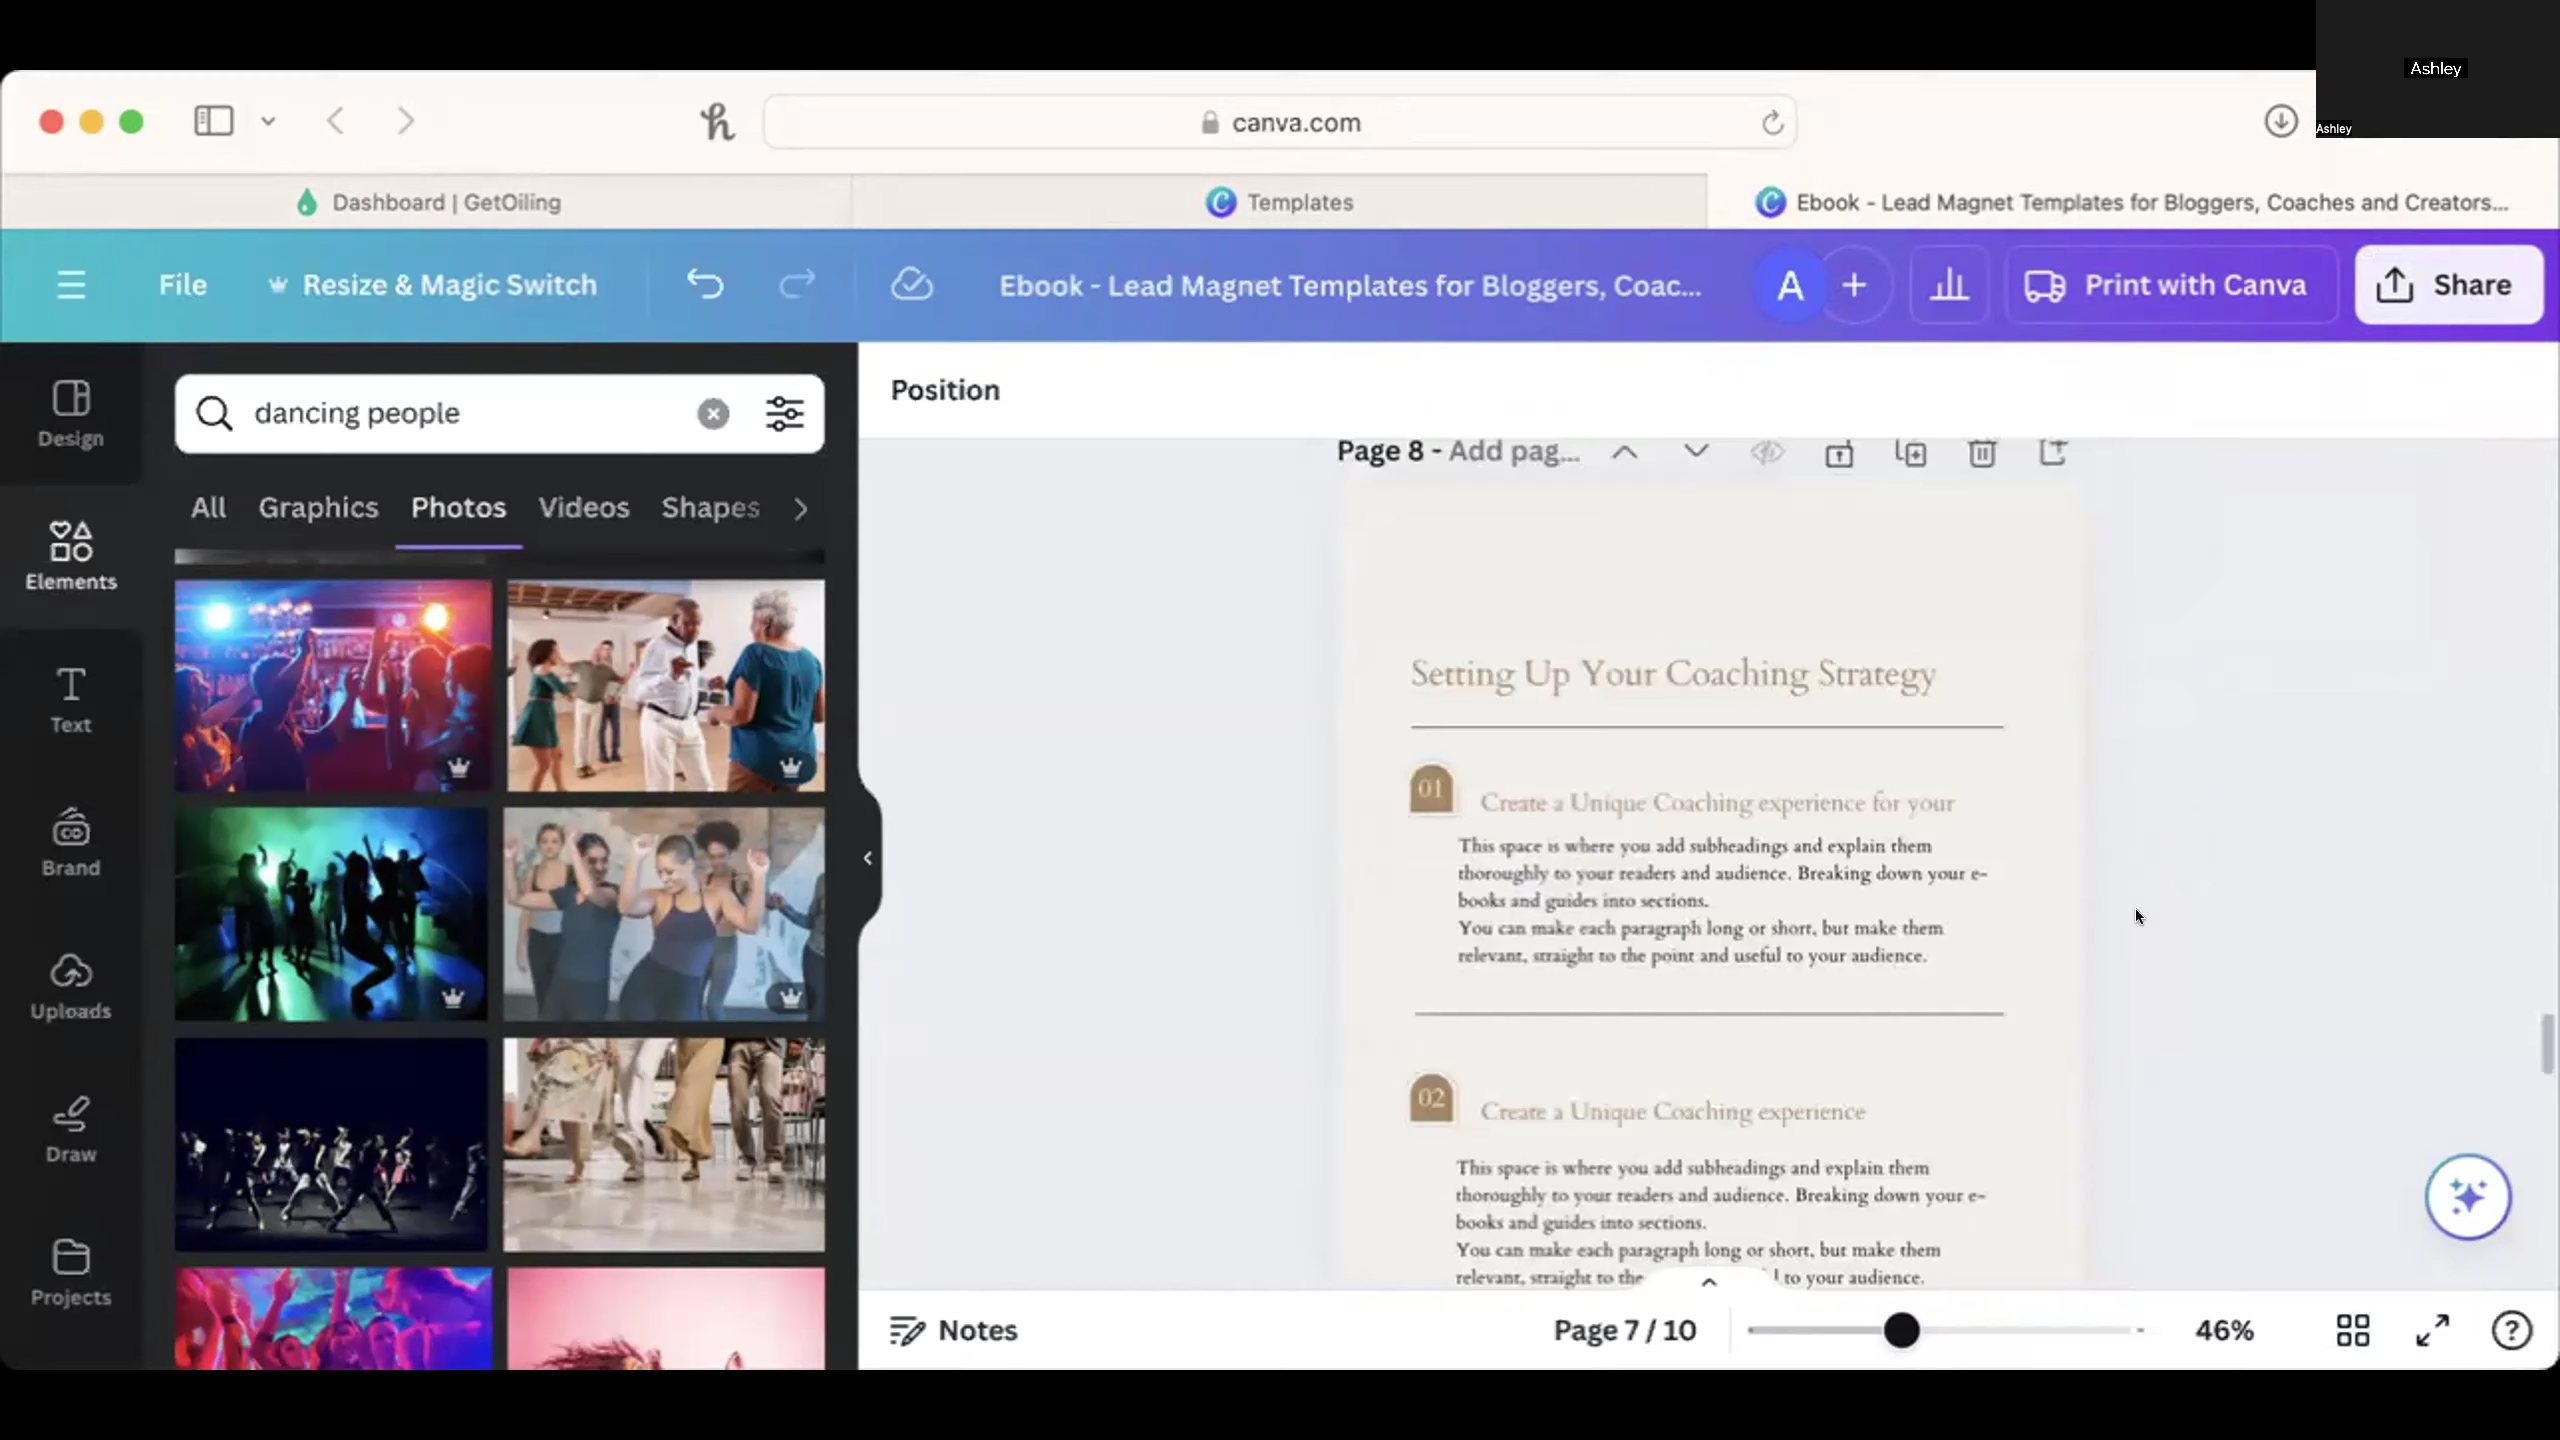 Ashley
Ashley
canva.com
Dashboard | GetOiling
Templates
Ebook - Lead Magnet Templates for Bloggers, Coaches and Creators...
File
Resize & Magic Switch
Ebook - Lead Magnet Templates for Bloggers, Coac...
A
Print with Canva
Share
Design
Elements
Text
Brand
Uploads
Draw
Projects
dancing people
All
Graphics
Photos
Videos
Shapes
Position
Page 8 - Add pag...
Setting Up Your Coaching Strategy
01
Create a Unique Coaching experience for your
This space is where you add subheadings and explain them
thoroughly to your readers and audience. Breaking down your e-
books and guides into sections.
You can make each paragraph long or short, but make them
relevant, straight to the point and useful to your audience.
02
Create a Unique Coaching experience
This space is where you add subheadings and explain them
thoroughly to your readers and audience. Breaking down your e-
books and guides into sections.
You can make each paragraph long or short, but make them
relevant, straight to the to your audience.
Notes
Page 7 / 10
46%